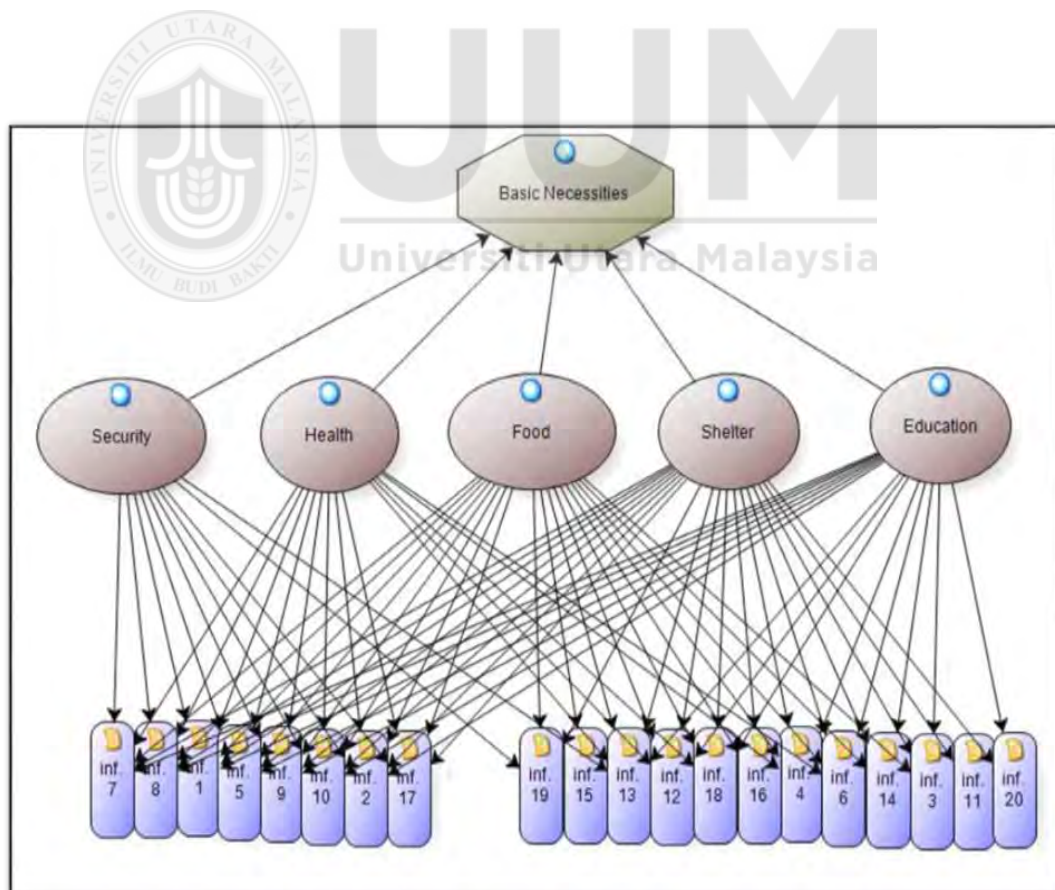 UNIVERSITI UTARA MALAYSIA
ILMU BUDI BAKTI
UUM
Universiti Utara Malaysia
Basic Necessities
Security
Health
Food
Shelter
Education
inf. 7
inf. 8
inf. 1
inf. 5
inf. 9
inf. 10
inf. 2
inf. 17
inf. 19
inf. 15
inf. 13
inf. 12
inf. 18
inf. 16
inf. 4
inf. 6
inf. 14
inf. 3
inf. 11
inf. 20